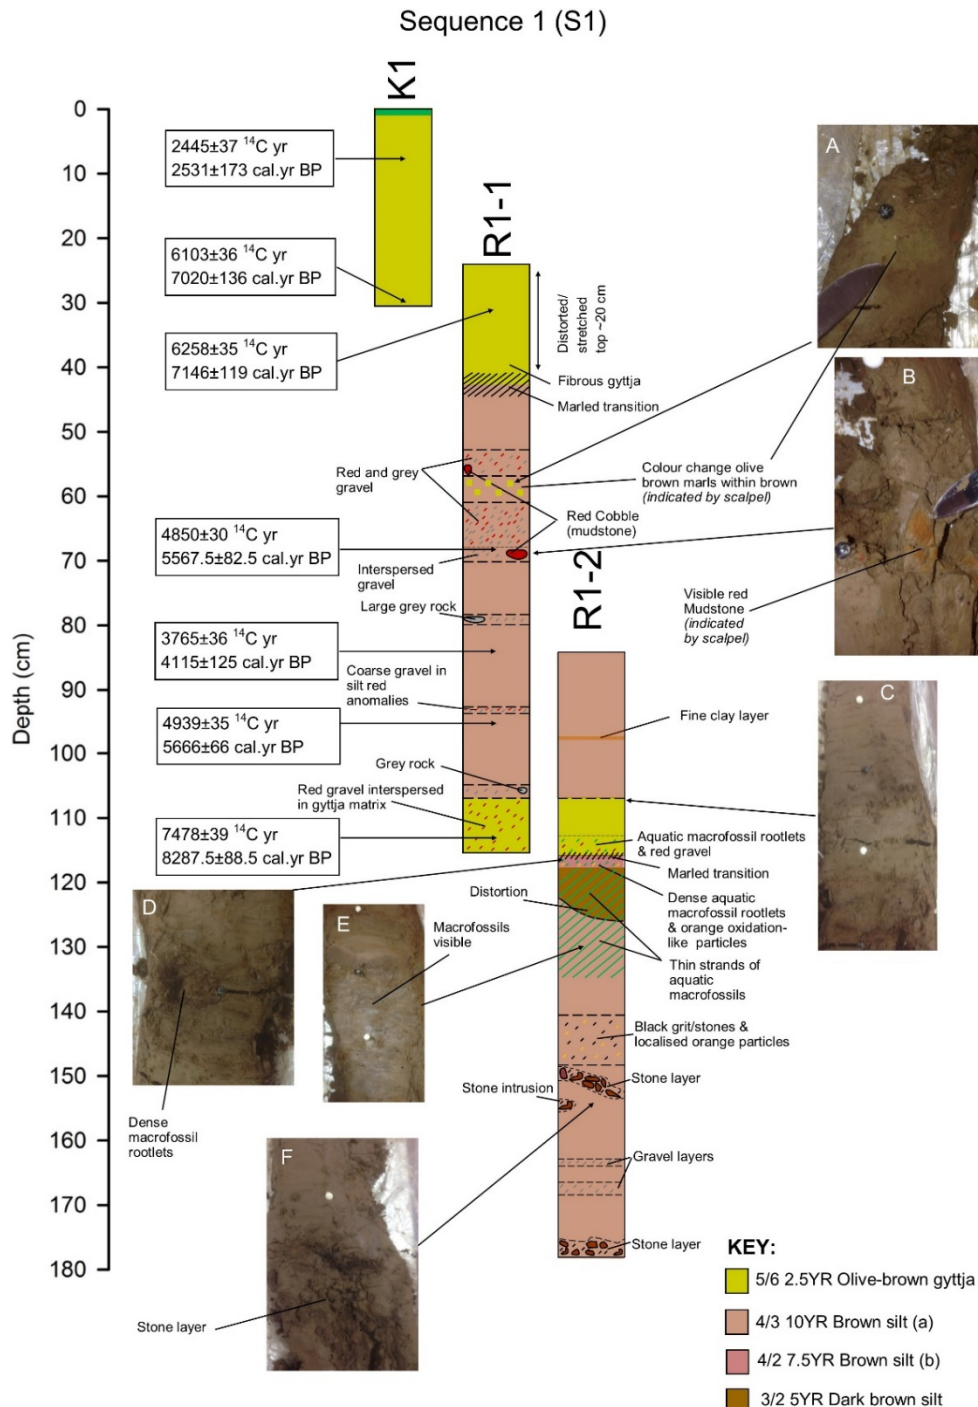 Sequence 1 (S1)
K1
R1-1
R1-2
Depth (cm)
0
10
20
30
40
50
60
70
80
90
100
110
120
130
140
150
160
170
180
2445±37 ¹⁴C yr
2531±173 cal.yr BP
6103±36 ¹⁴C yr
7020±136 cal.yr BP
6258±35 ¹⁴C yr
7146±119 cal.yr BP
4850±30 ¹⁴C yr
5567.5±82.5 cal.yr BP
3765±36 ¹⁴C yr
4115±125 cal.yr BP
4939±35 ¹⁴C yr
5666±66 cal.yr BP
7478±39 ¹⁴C yr
8287.5±88.5 cal.yr BP
Distorted/
stretched
top ~20 cm
Fibrous gyttja
Marled transition
Red and grey
gravel
Colour change olive
brown marls within brown
(indicated by scalpel)
Red Cobble
(mudstone)
Interspersed
gravel
Large grey rock
Coarse gravel in
silt red
anomalies
Grey rock
Red gravel interspersed
in gyttja matrix
A
B
Visible red
Mudstone
(indicated
by scalpel)
C
Fine clay layer
Aquatic macrofossil rootlets
& red gravel
Marled transition
Dense aquatic
macrofossil rootlets
& orange oxidation-
like particles
Distortion
Thin strands of
aquatic
macrofossils
D
E
Macrofossils
visible
Dense
macrofossil
rootlets
Black grit/stones &
localised orange particles
Stone layer
Stone intrusion
Gravel layers
Stone layer
F
Stone layer
KEY:
5/6 2.5YR Olive-brown gyttja
4/3 10YR Brown silt (a)
4/2 7.5YR Brown silt (b)
3/2 5YR Dark brown silt